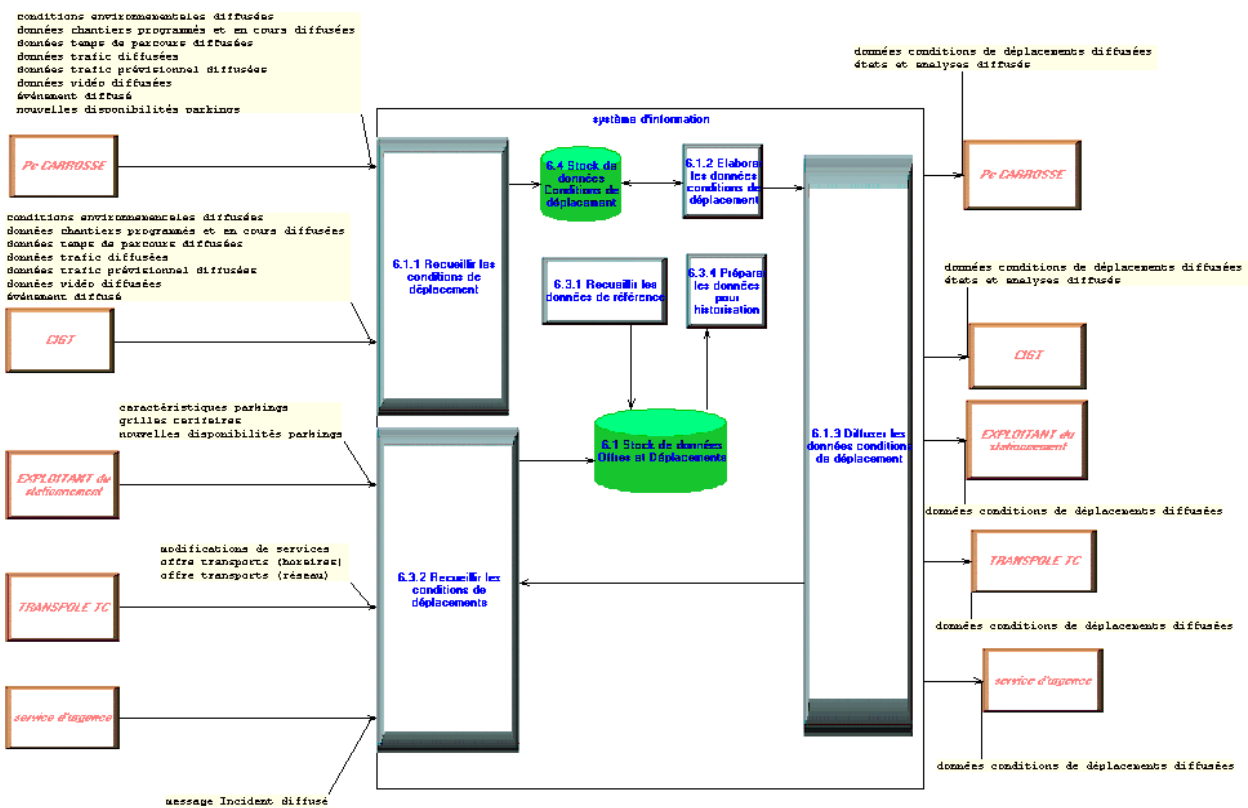 conditions environnementales diffusées
données chantiers programmés et en cours diffusées
données temps de parcours diffusées
données trafic diffusées
données trafic prévisionnel diffusées
données vidéo diffusées
événement diffusé
nouvelles disponibilités parkings
Pc CARROSSE
conditions environnementales diffusées
données chantiers programmés et en cours diffusées
données temps de parcours diffusées
données trafic diffusées
données trafic prévisionnel diffusées
données vidéo diffusées
événement diffusé
CIGT
caractéristiques parkings
grilles tarifaires
nouvelles disponibilités parkings
EXPLOITANT du
stationnement
modifications de services
offre transports (horaires)
offre transports (réseau)
TRANSPOLE TC
service d'urgence
message Incident diffusé
système d'information
6.1.1 Recueillir les
conditions de
déplacement
6.4 Stock de
données
Conditions de
déplacement
6.1.2 Elabora
les données
conditions de
déplacement
6.3.1 Recueillir les
données de référence
6.3.4 Prépara
les données
pour
historisation
6.1 Stock de données
Offres et Déplacements
6.3.2 Recueillir les
conditions de
déplacements
6.1.3 Diffuser les
données conditions
de déplacement
données conditions de déplacements diffusées
états et analyses diffusés
Pc CARROSSE
données conditions de déplacements diffusées
états et analyses diffusés
CIGT
EXPLOITANT du
stationnement
données conditions de déplacements diffusées
TRANSPOLE TC
données conditions de déplacements diffusées
service d'urgence
données conditions de déplacements diffusées